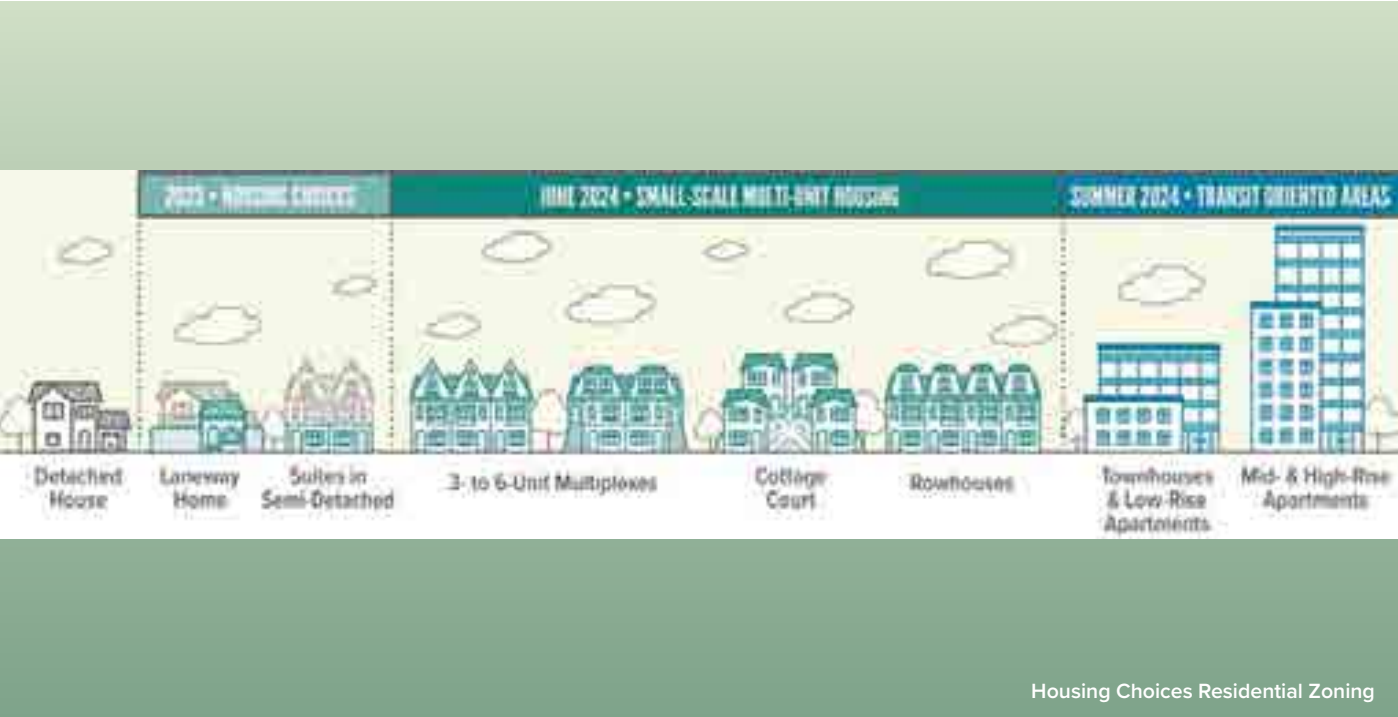 2023 • HOUSING CHOICES
JUNE 2024 • SMALL-SCALE MULTI-UNIT HOUSING
SUMMER 2024 • TRANSIT ORIENTED AREAS
Detached
House
Laneway
Home
Suites in
Semi-Detached
3- to 6-Unit Multiplexes
Cottage
Court
Rowhouses
Townhouses
& Low-Rise
Apartments
Mid- & High-Rise
Apartments
Housing Choices Residential Zoning